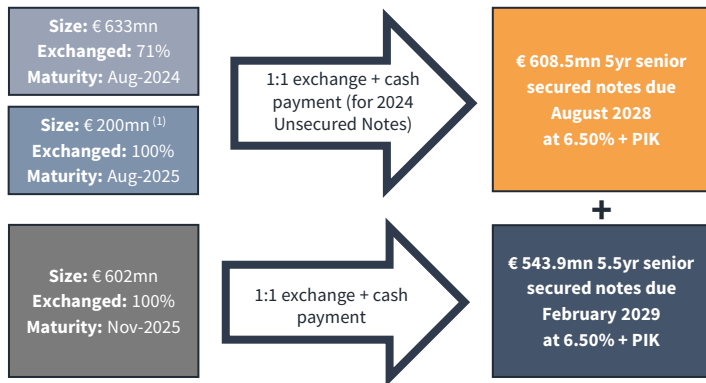 Size: € 633mn
Exchanged: 71%
Maturity: Aug-2024
1:1 exchange + cash
payment (for 2024
Unsecured Notes)
Size: € 200mn (1)
Exchanged: 100%
Maturity: Aug-2025
€ 608.5mn 5yr senior
secured notes due
August 2028
at 6.50% + PIK
+
Size: € 602mn
Exchanged: 100%
Maturity: Nov-2025
1:1 exchange + cash
payment
€ 543.9mn 5.5yr senior
secured notes due
February 2029
at 6.50% + PIK